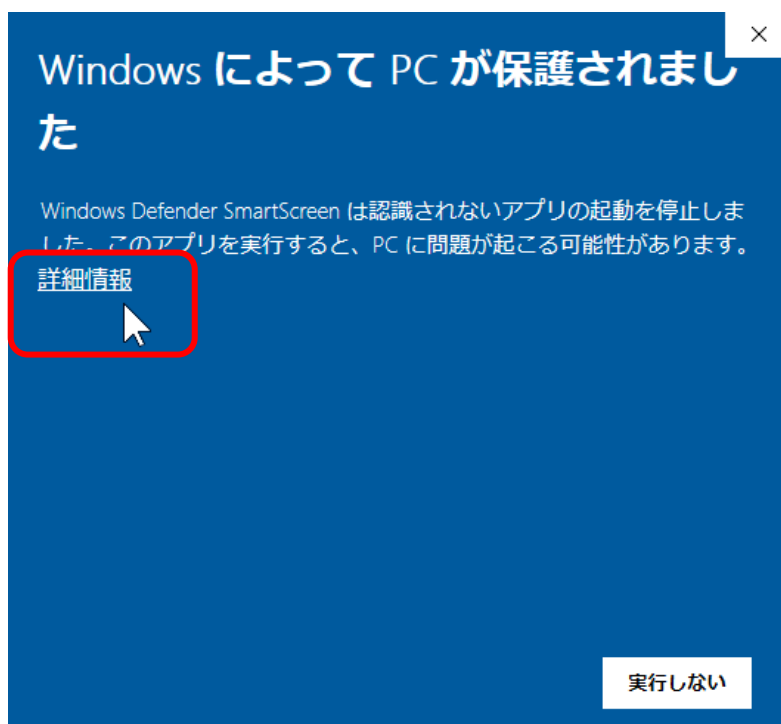 Windows によって PC が保護されまし
た
Windows Defender SmartScreen は認識されないアプリの起動を停止しま
した。このアプリを実行すると、PC に問題が起こる可能性があります。
詳細情報
実行しない